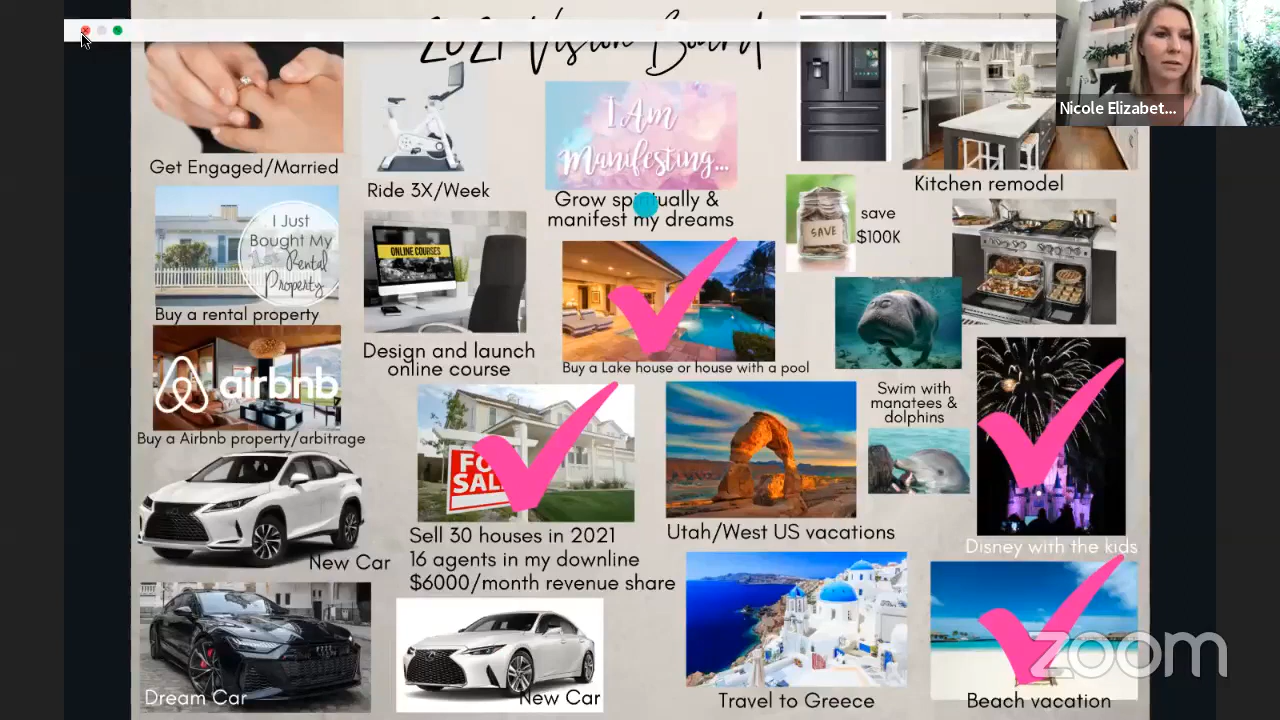 2021 Vision Board
Nicole Elizabet...
Get Engaged/Married
Ride 3X/Week
I Am
Manifesting...
Grow spiritually &
manifest my dreams
Kitchen remodel
SAVE
save
$100K
I Just
Bought My
1st Rental
Property
Buy a rental property
ONLINE COURSES
Design and launch
online course
Buy a Lake house or house with a pool
Swim with
manatees &
dolphins
airbnb
Buy a Airbnb property/arbitrage
FOR
SALE
Sell 30 houses in 2021
16 agents in my downline
$6000/month revenue share
Utah/West US vacations
Disney with the kids
New Car
Dream Car
New Car
Travel to Greece
Beach vacation
zoom